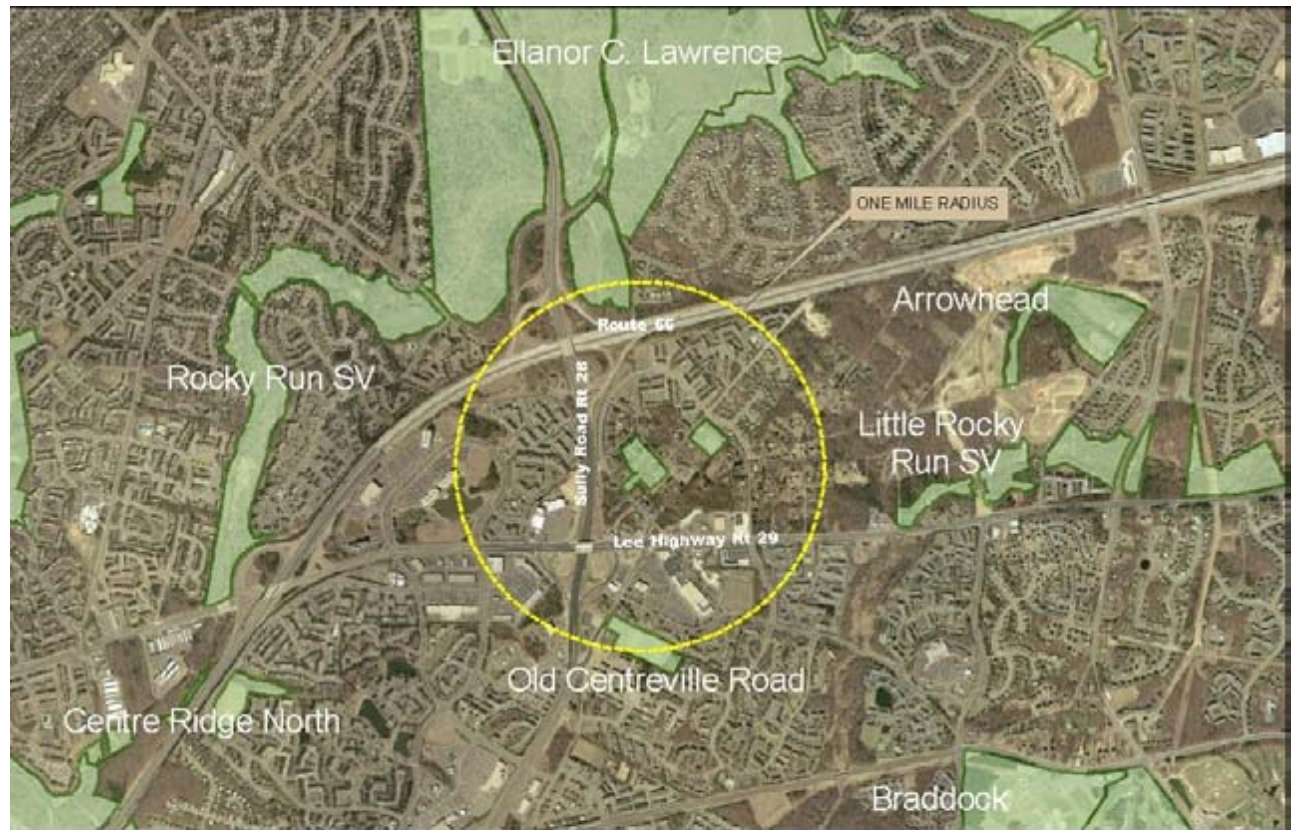 Ellanor C. Lawrence
ONE MILE RADIUS
Arrowhead
Route 66
Rocky Run SV
Sully Road Rt 28
Little Rocky
Run SV
Lee Highway Rt 29
Old Centreville Road
Centre Ridge North
Braddock